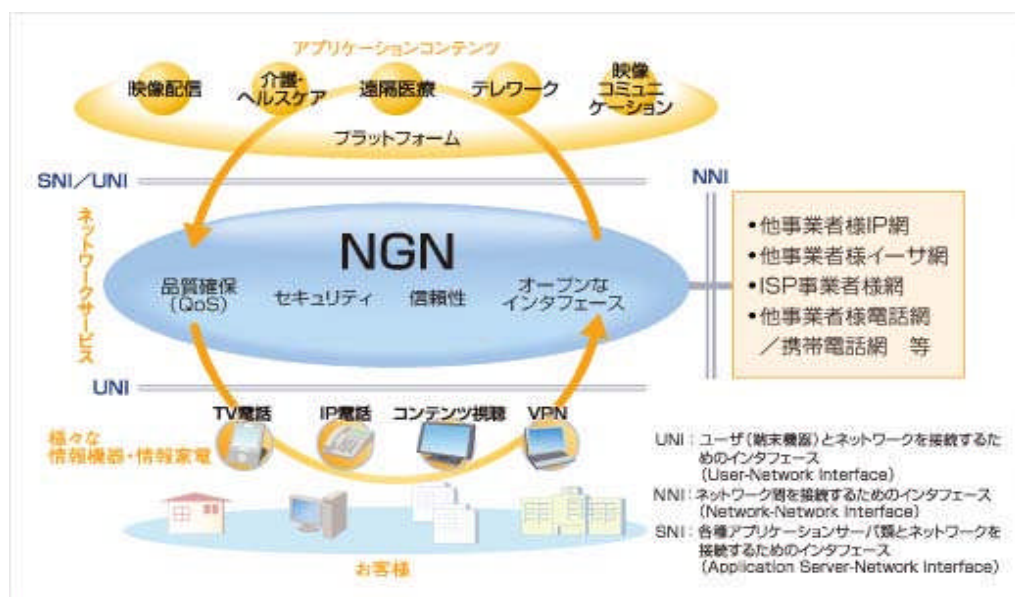 アプリケーションコンテンツ
映像配信
介護・
ヘルスケア
遠隔医療
テレワーク
映像
コミュニ
ケーション
プラットフォーム
SNI／UNI
NNI
ネットワークサービス
NGN
品質確保
(QoS)
セキュリティ
信頼性
オープンな
インタフェース
•他事業者様IP網
•他事業者様イーサ網
•ISP事業者様網
•他事業者様電話網
／携帯電話網 等
UNI
TV電話
IP電話
コンテンツ視聴
VPN
様々な
情報機器・情報家電
お客様
UNI：ユーザ（端末機器）とネットワークを接続するた
めのインタフェース
(User-Network Interface)
NNI：ネットワーク間を接続するためのインタフェース
(Network-Network Interface)
SNI：各種アプリケーションサーバ類とネットワークを
接続するためのインタフェース
(Application Server-Network Interface)